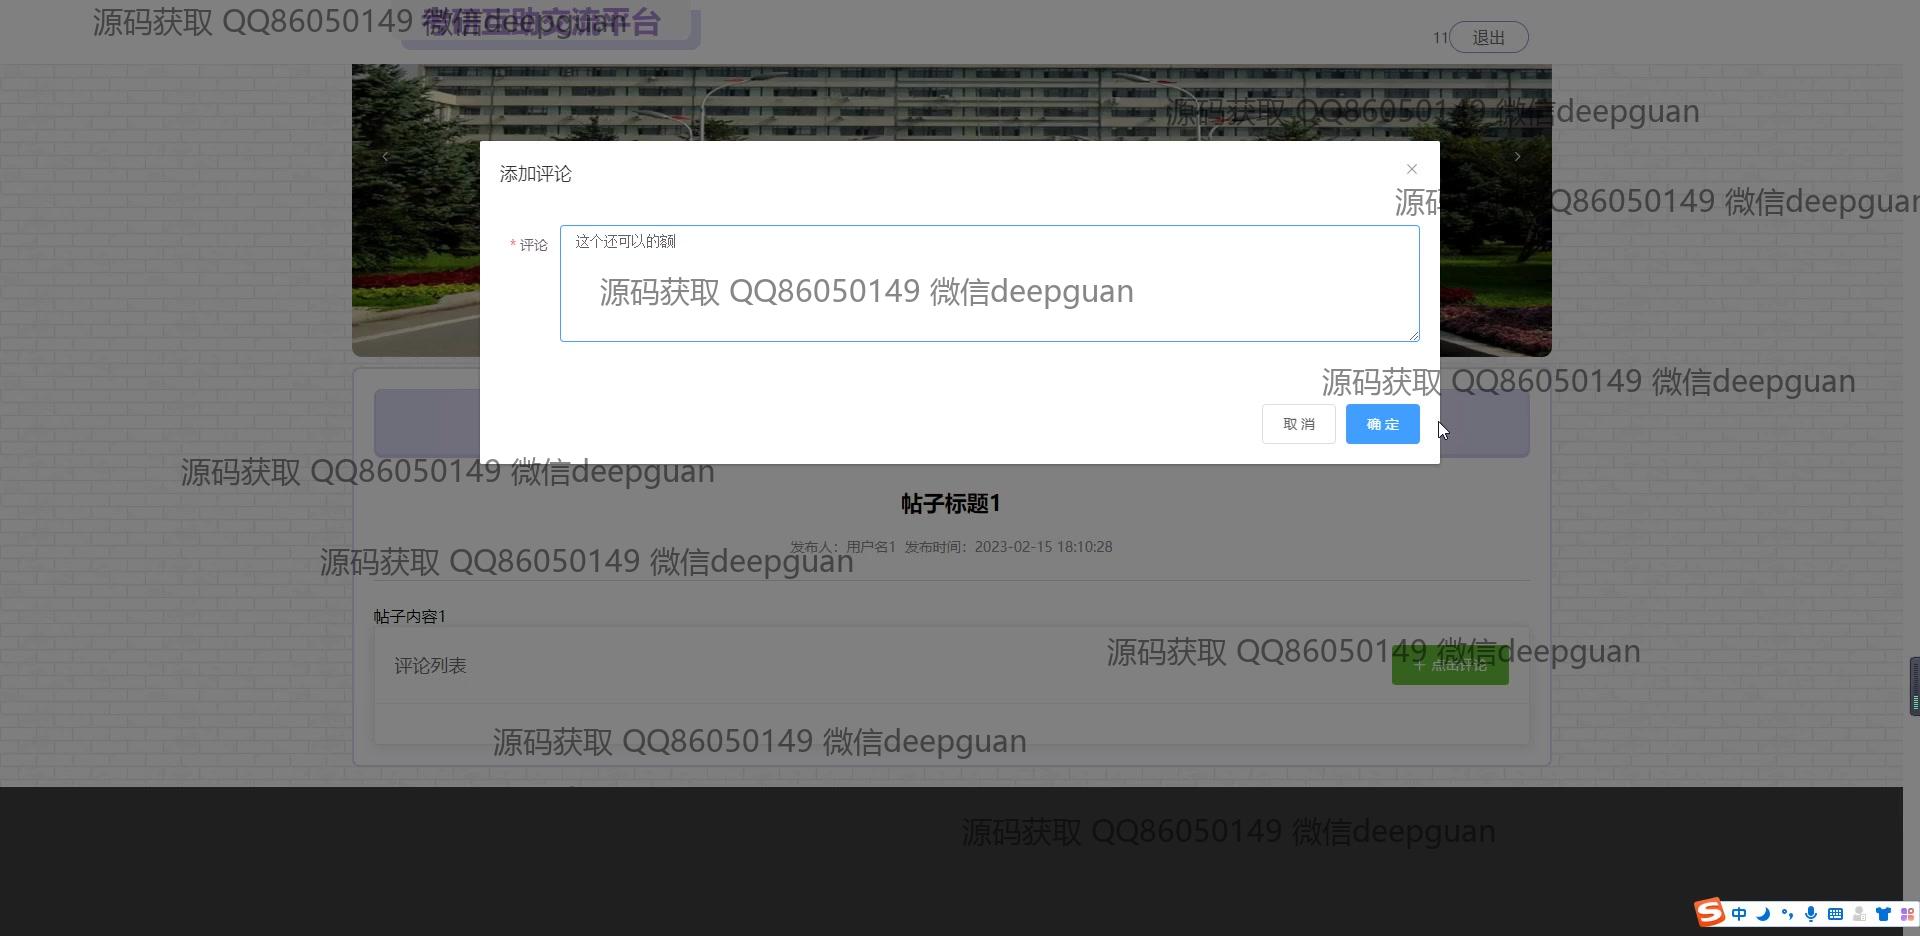 源码获取 QQ86050149 微信deepguan
互助交流平台
11
退出
源码获取 QQ86050149 微信deepguan
添加评论
源码
QQ86050149 微信deepguan
* 评论
这个还可以的额
源码获取 QQ86050149 微信deepguan
源码获取 QQ86050149 微信deepguan
取消
确定
源码获取 QQ86050149 微信deepguan
帖子标题1
发布人：用户名1 发布时间：2023-02-15 18:10:28
源码获取 QQ86050149 微信deepguan
帖子内容1
评论列表
源码获取 QQ86050149 微信deepguan
+ 点击评论
源码获取 QQ86050149 微信deepguan
源码获取 QQ86050149 微信deepguan
中